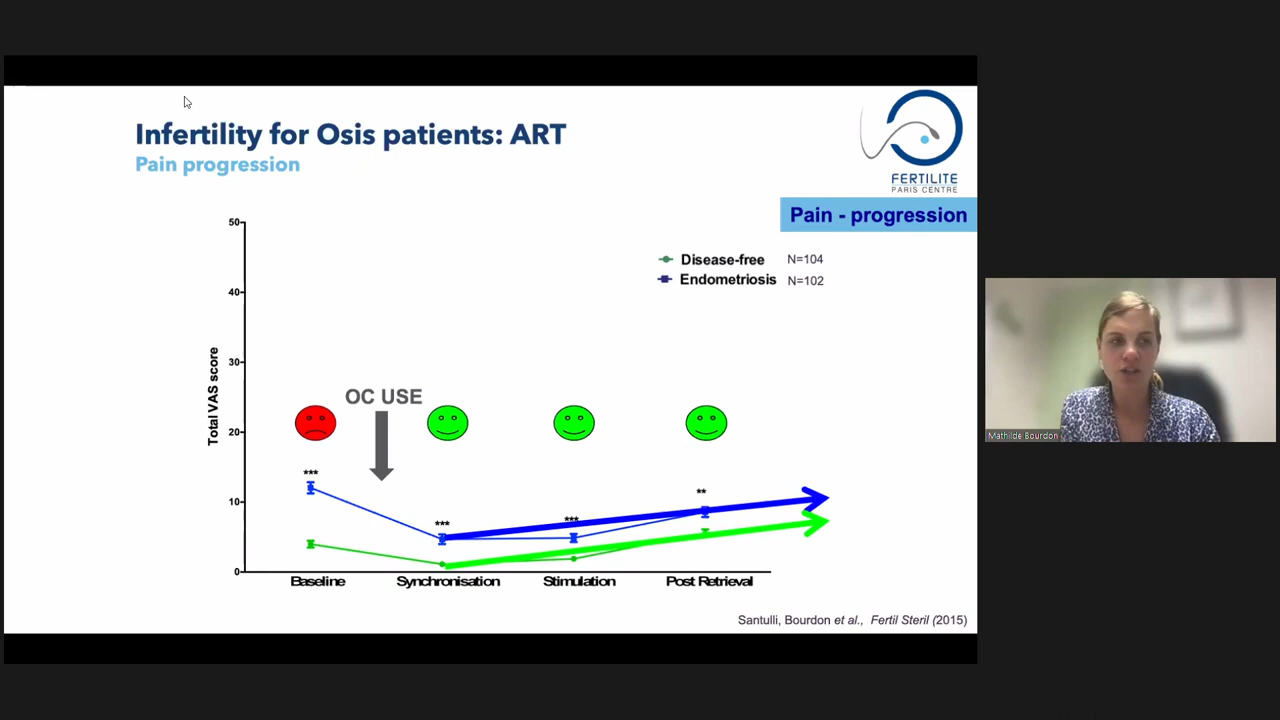 Infertility for Osis patients: ART
Pain progression
FERTILITE
PARIS CENTRE
Pain - progression
Disease-free N=104
Endometriosis N=102
Total VAS score
50
40
30
20
10
0
OC USE
***
***
***
**
Baseline
Synchronisation
Stimulation
Post Retrieval
Santulli, Bourdon et al., Fertil Steril (2015)
Mathilde Bourdon